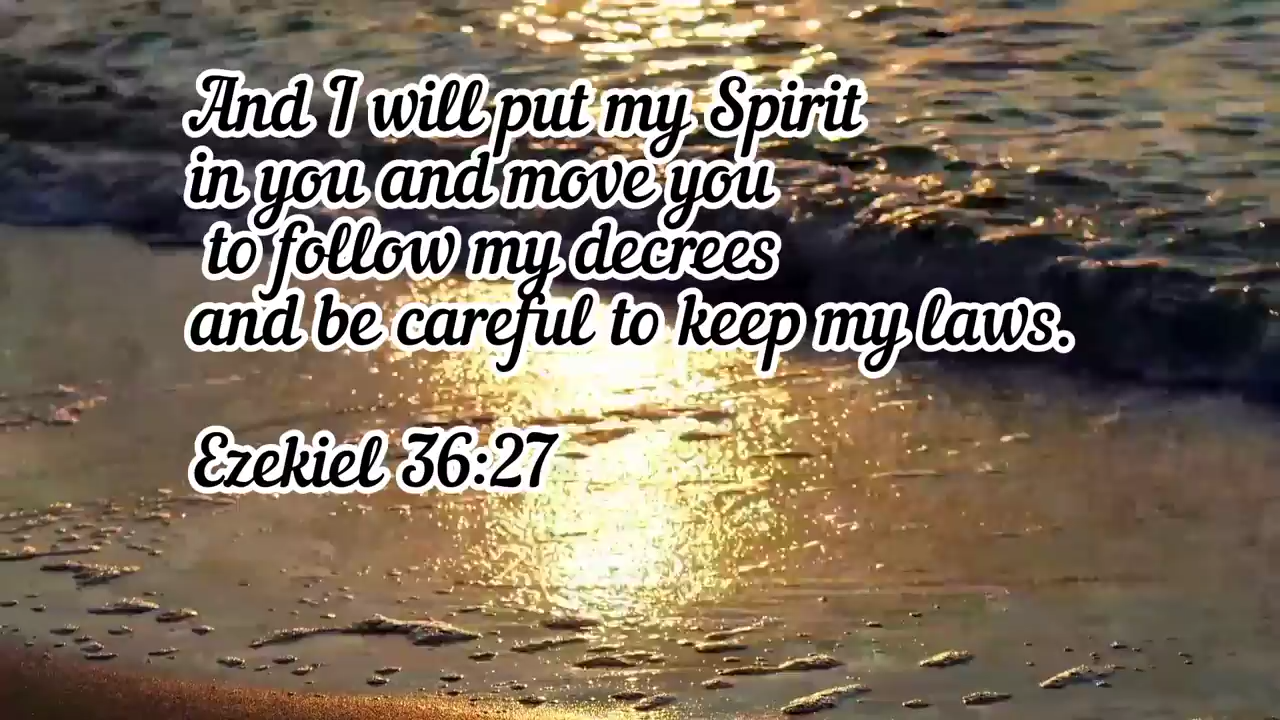 And I will put my Spirit
in you and move you
to follow my decrees
and be careful to keep my laws.
Ezekiel 36:27